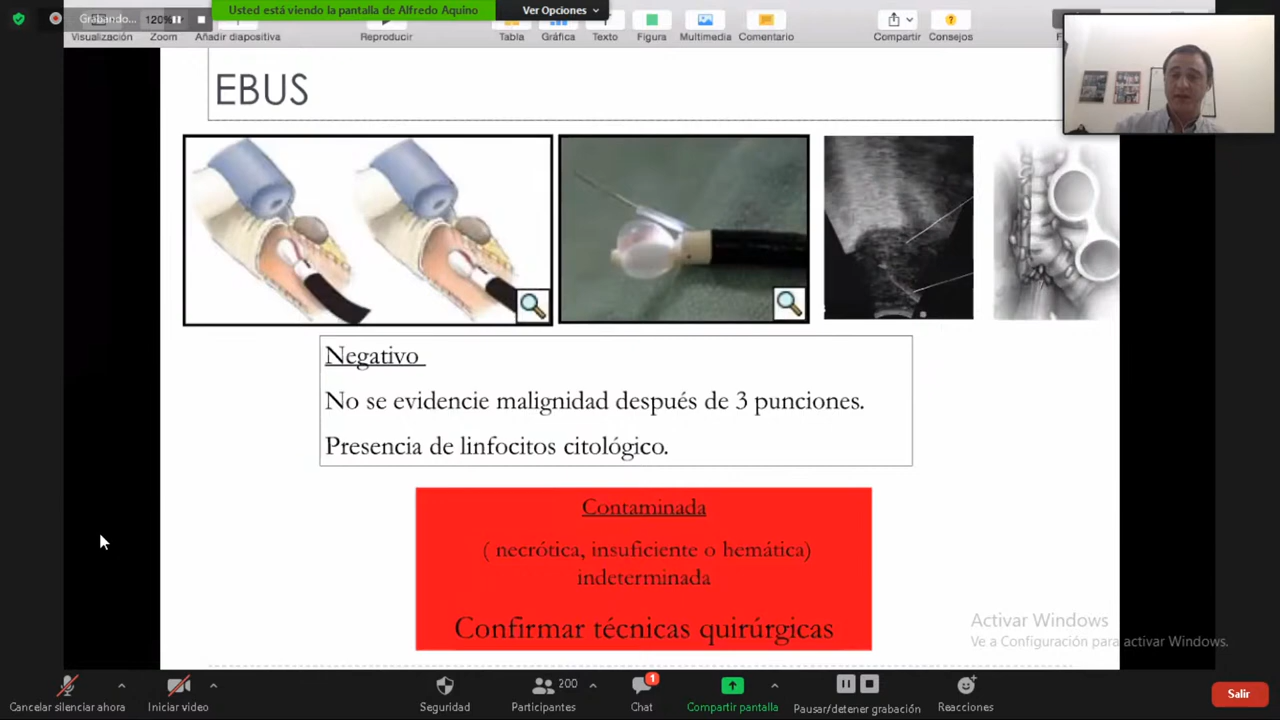 Usted está viendo la pantalla de Alfredo Aquino
Ver Opciones
Grabando...
120%
Visualización
Zoom
Añadir diapositiva
Reproducir
Tabla
Gráfica
Texto
Figura
Multimedia
Comentario
Compartir
Consejos
EBUS
Negativo
No se evidencie malignidad después de 3 punciones.
Presencia de linfocitos citológico.
Contaminada
( necrótica, insuficiente o hemática)
indeterminada
Confirmar técnicas quirúrgicas
Activar Windows
Ve a Configuración para activar Windows.
200
1
Cancelar silenciar ahora
Iniciar video
Seguridad
Participantes
Chat
Compartir pantalla
Pausar/detener grabación
Reacciones
Salir